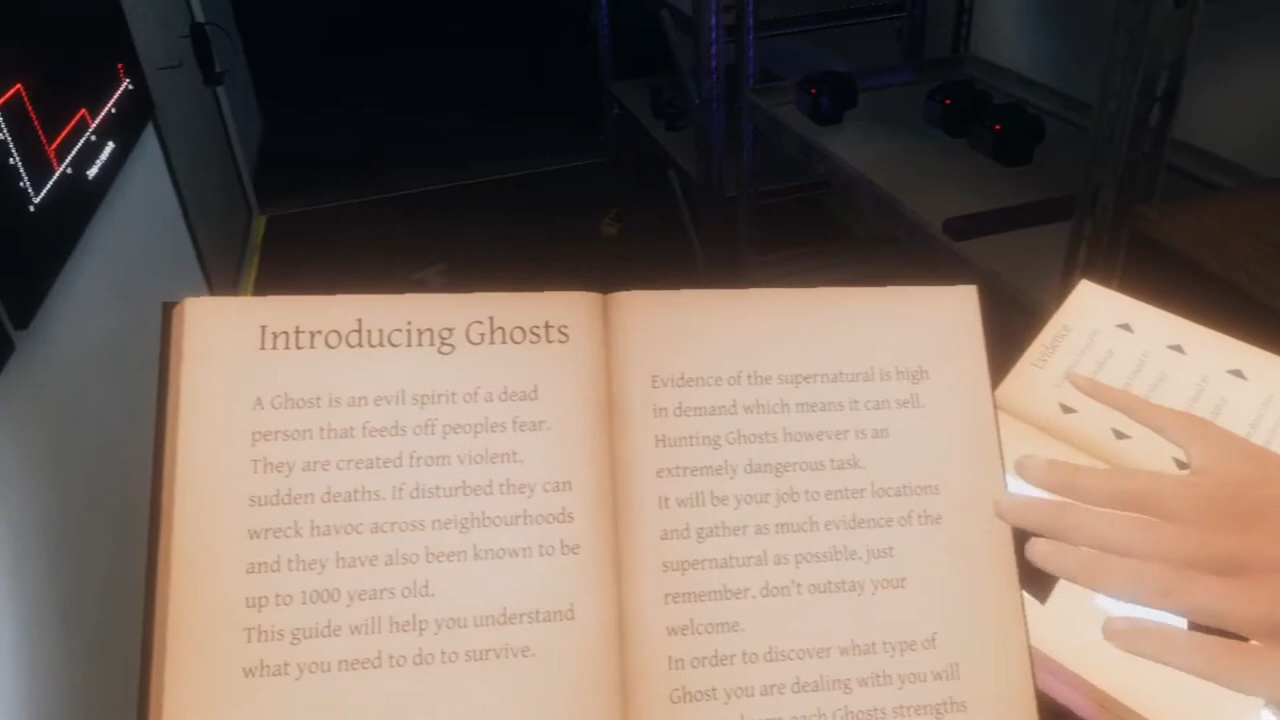 Introducing Ghosts
A Ghost is an evil spirit of a dead
person that feeds off peoples fear.
They are created from violent,
sudden deaths. If disturbed they can
wreck havoc across neighbourhoods
and they have also been known to be
up to 1000 years old.
This guide will help you understand
what you need to do to survive.
Evidence of the supernatural is high
in demand which means it can sell.
Hunting Ghosts however is an
extremely dangerous task.
It will be your job to enter locations
and gather as much evidence of the
supernatural as possible, just
remember, don't outstay your
welcome.
In order to discover what type of
Ghost you are dealing with you will
each Ghosts strengths
Evidence